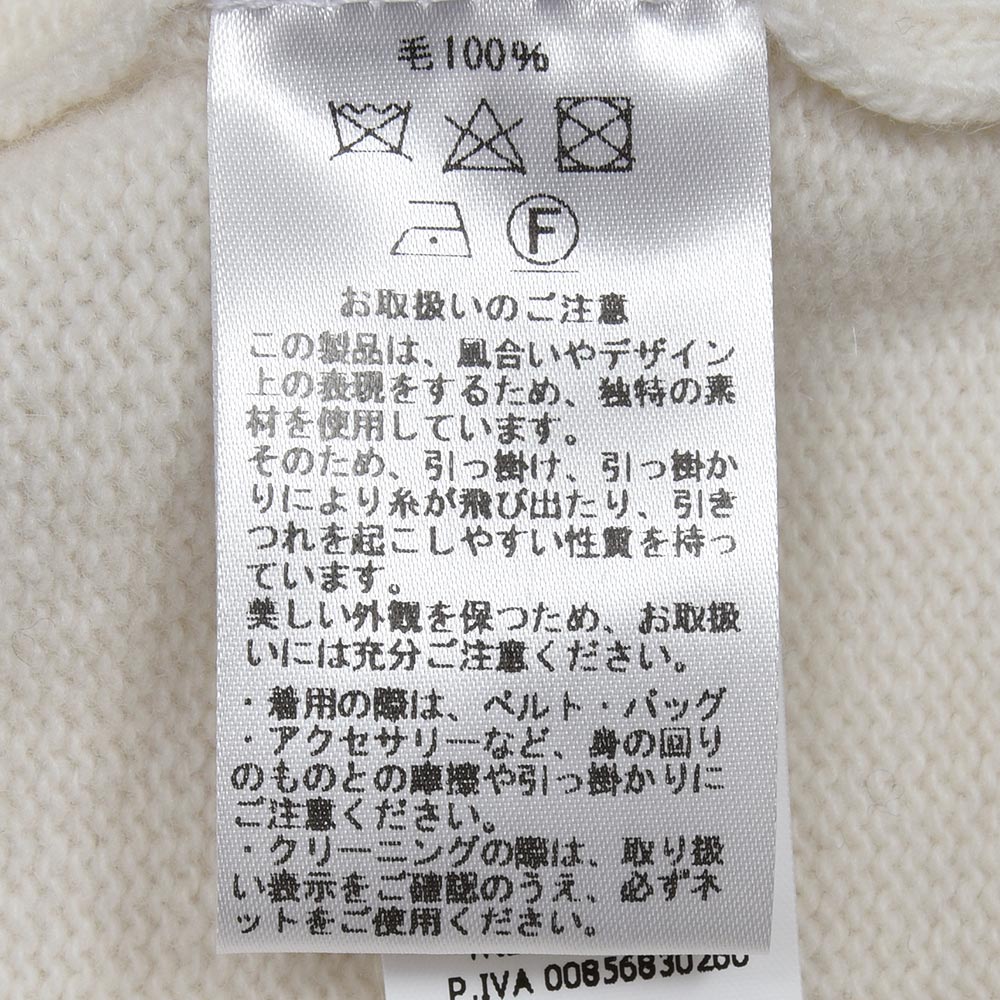 毛100%
F
お取扱いのご注意
この製品は、風合いやデザイン
上の表現をするため、独特の素
材を使用しています。
そのため、引っ掛け、引っ掛か
りにより糸が飛び出たり、引き
つれを起こしやすい性質を持っ
ています。
美しい外観を保つため、お取扱
いには充分ご注意ください。
・着用の際は、ベルト・バッグ
・アクセサリーなど、身の回り
のものとの摩擦や引っ掛かりに
ご注意ください。
・クリーニングの際は、取り扱
い表示をご確認のうえ、必ずネ
ットをご使用ください。
P.IVA 00856830260